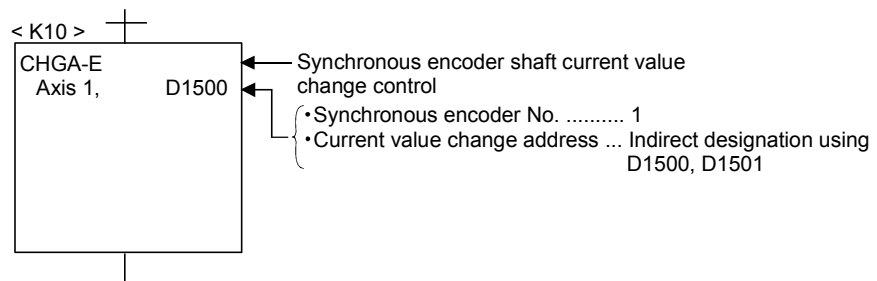 < K10 >
CHGA-E
Axis 1, D1500
Synchronous encoder shaft current value
change control
•Synchronous encoder No. .......... 1
•Current value change address ... Indirect designation using
D1500, D1501